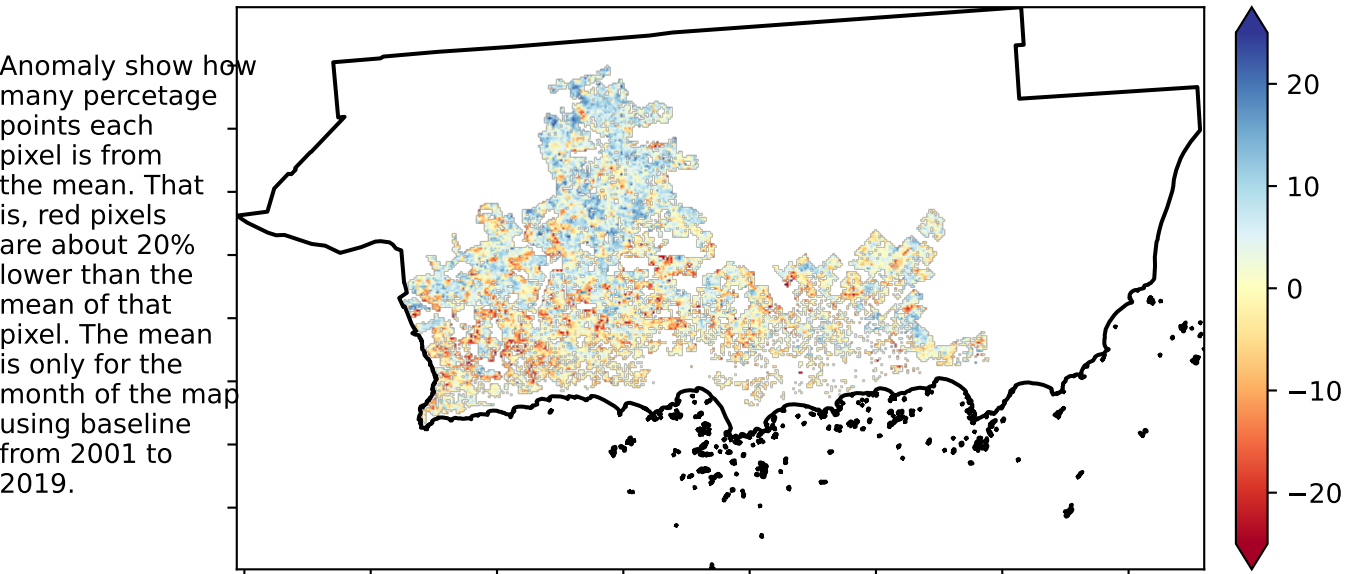 Anomaly show how
many percetage
points each
pixel is from
the mean. That
is, red pixels
are about 20%
lower than the
mean of that
pixel. The mean
is only for the
month of the map
using baseline
from 2001 to
2019.
20
10
0
−10
−20